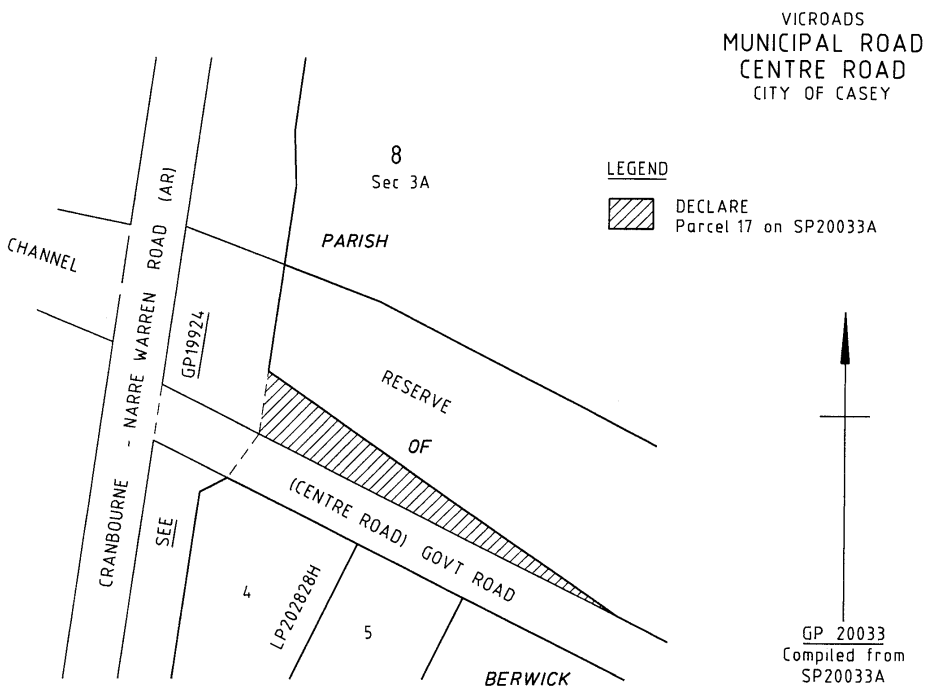 VICROADS
MUNICIPAL ROAD
CENTRE ROAD
CITY OF CASEY
8
Sec 3A
LEGEND
DECLARE
Parcel 17 on SP20033A
PARISH
CHANNEL
CRANBOURNE - NARRE WARREN ROAD (AR)
SEE GP19924
RESERVE
OF
(CENTRE ROAD) GOVT ROAD
4
LP202828H
5
BERWICK
GP 20033
Compiled from
SP20033A